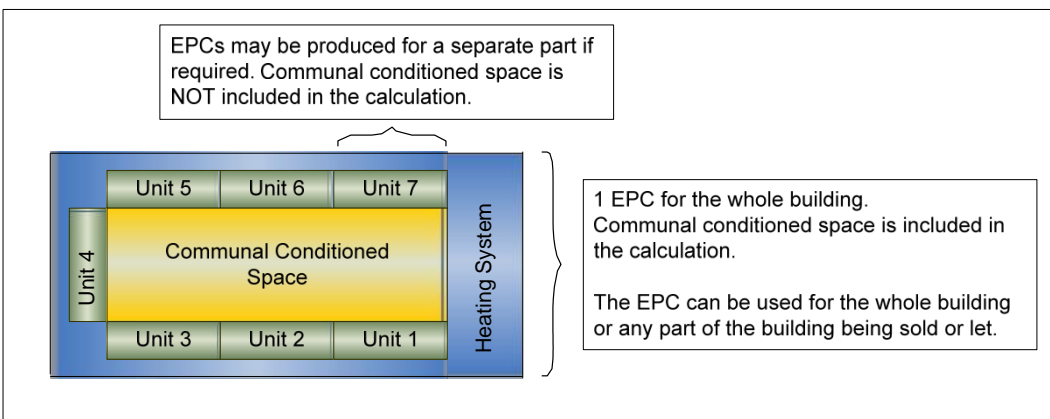 EPCs may be produced for a separate part if
required. Communal conditioned space is
NOT included in the calculation.
Unit 5
Unit 6
Unit 7
Unit 4
Communal Conditioned
Space
Heating System
Unit 3
Unit 2
Unit 1
1 EPC for the whole building.
Communal conditioned space is included in
the calculation.
The EPC can be used for the whole building
or any part of the building being sold or let.